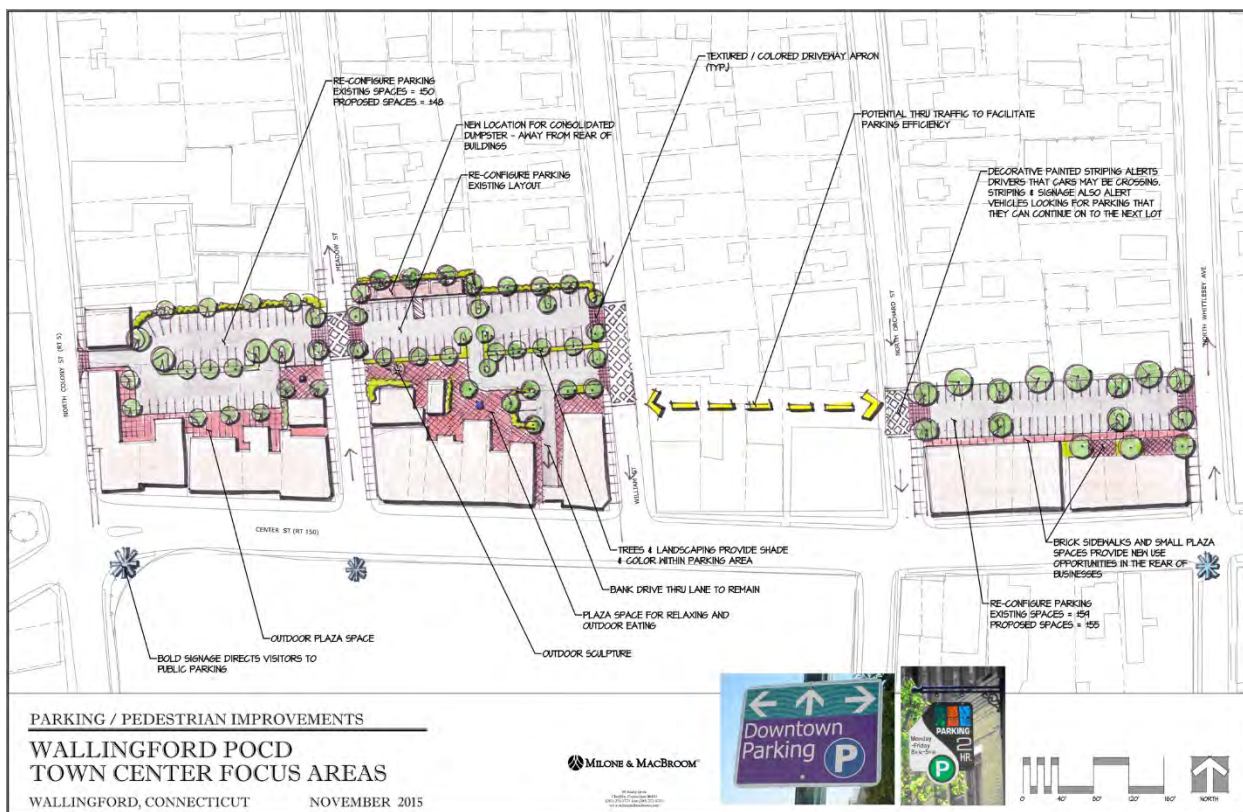 TEXTURED / COLORED DRIVEWAY APRON
(TYP.)
RE-CONFIGURE PARKING
EXISTING SPACES = ±50
PROPOSED SPACES = ±48
POTENTIAL THRU TRAFFIC TO FACILITATE
PARKING EFFICIENCY
NEW LOCATION FOR CONSOLIDATED
DUMPSTER - AWAY FROM REAR OF
BUILDINGS
RE-CONFIGURE PARKING
EXISTING LAYOUT
DECORATIVE PAINTED STRIPING ALERTS
DRIVERS THAT CARS MAY BE CROSSING.
STRIPING & SIGNAGE ALSO ALERT
VEHICLES LOOKING FOR PARKING THAT
THEY CAN CONTINUE ON TO THE NEXT LOT
MEADOW ST
NORTH COLONY ST (RT 5)
WILLIAM ST
NORTH ORCHARD ST
NORTH WHITTLESEY AVE
CENTER ST (RT 150)
TREES & LANDSCAPING PROVIDE SHADE
& COLOR WITHIN PARKING AREA
BANK DRIVE THRU LANE TO REMAIN
PLAZA SPACE FOR RELAXING AND
OUTDOOR EATING
OUTDOOR SCULPTURE
OUTDOOR PLAZA SPACE
BOLD SIGNAGE DIRECTS VISITORS TO
PUBLIC PARKING
BRICK SIDEWALKS AND SMALL PLAZA
SPACES PROVIDE NEW USE
OPPORTUNITIES IN THE REAR OF
BUSINESSES
RE-CONFIGURE PARKING
EXISTING SPACES = ±54
PROPOSED SPACES = ±55
PARKING / PEDESTRIAN IMPROVEMENTS
WALLINGFORD POCD
TOWN CENTER FOCUS AREAS
WALLINGFORD, CONNECTICUT NOVEMBER 2015
MILONE & MACBROOM
Downtown
Parking
P
PARKING
2
HR.
Monday
-Friday
P
0 40' 80' 120' 160'
NORTH